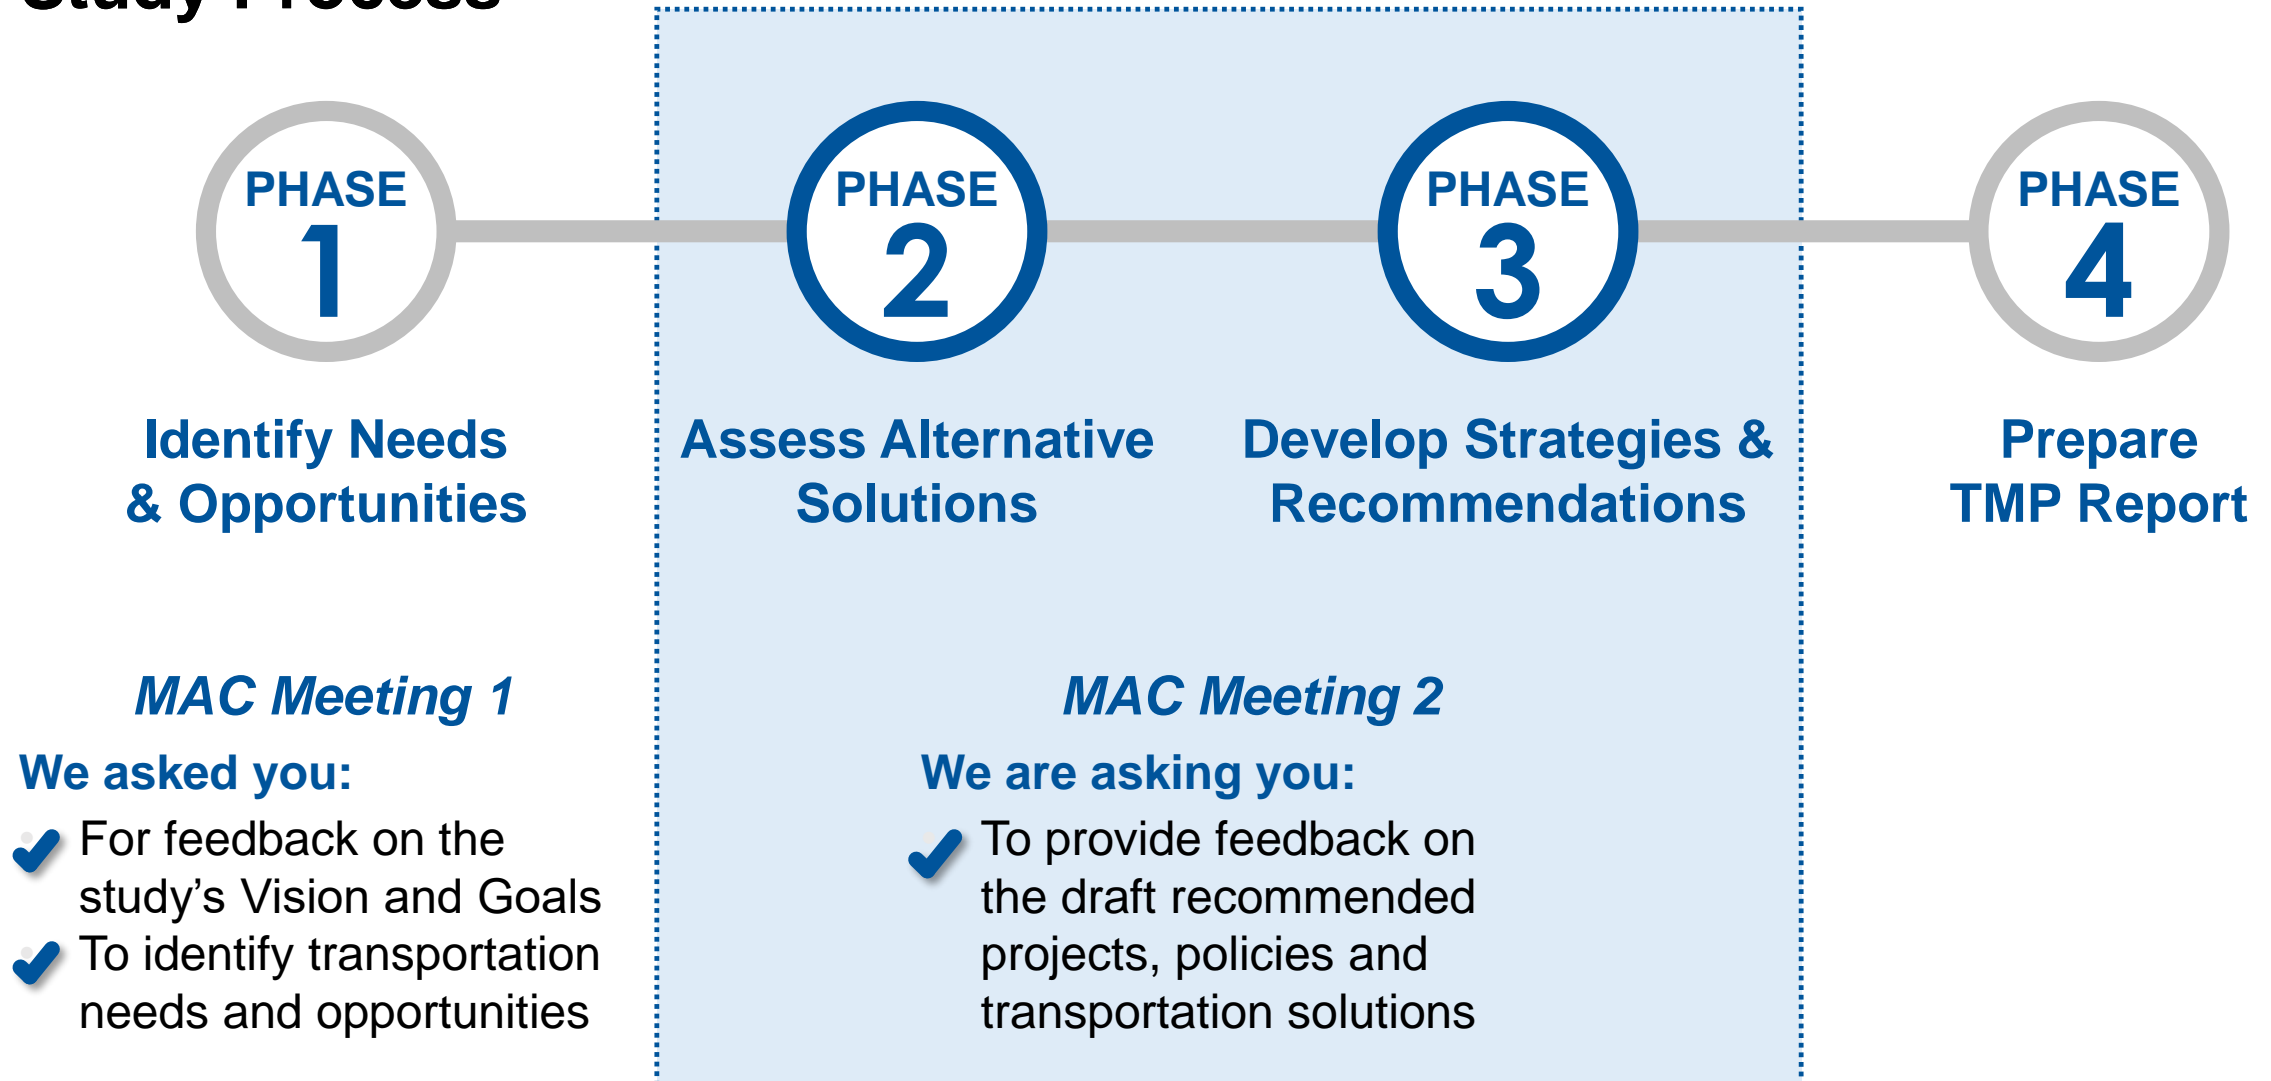 Study Process
PHASE
1
Identify Needs
& Opportunities
PHASE
2
Assess Alternative
Solutions
PHASE
3
Develop Strategies &
Recommendations
PHASE
4
Prepare
TMP Report
MAC Meeting 1
We asked you:
For feedback on the
study’s Vision and Goals
To identify transportation
needs and opportunities
MAC Meeting 2
We are asking you:
To provide feedback on
the draft recommended
projects, policies and
transportation solutions